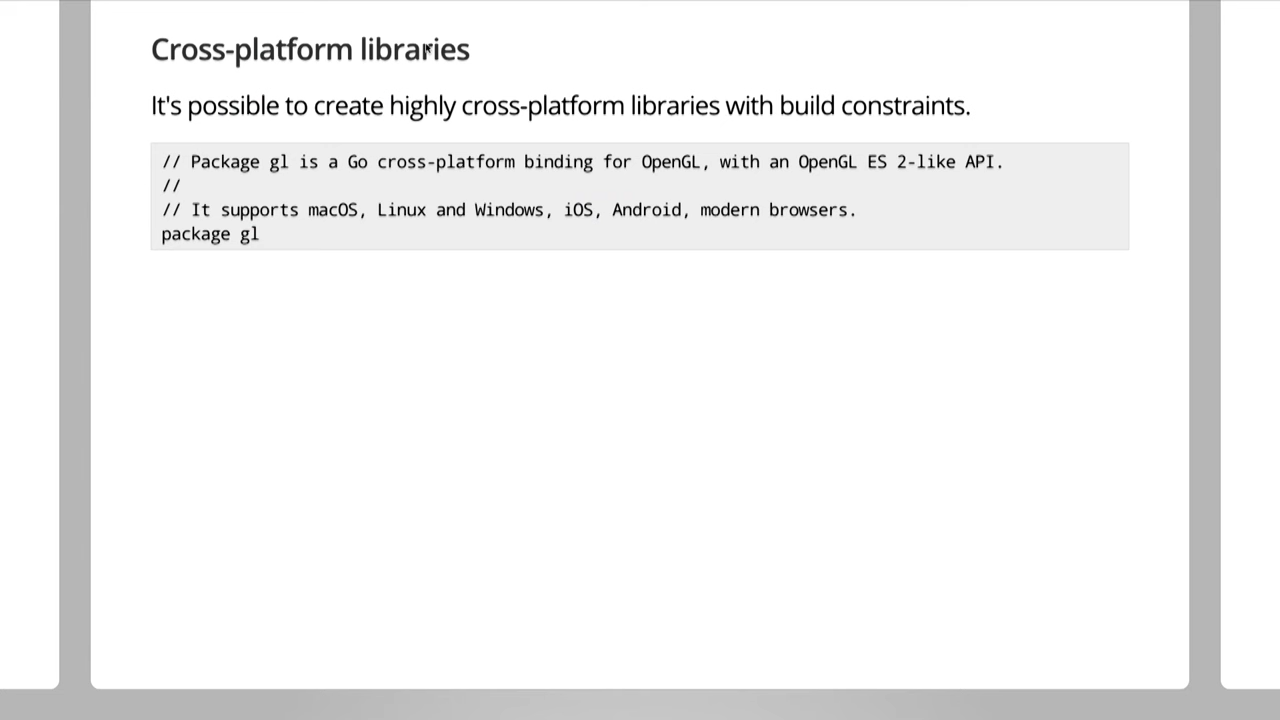 Cross-platform libraries
It's possible to create highly cross-platform libraries with build constraints.
// Package gl is a Go cross-platform binding for OpenGL, with an OpenGL ES 2-like API.
//
// It supports macOS, Linux and Windows, iOS, Android, modern browsers.
package gl